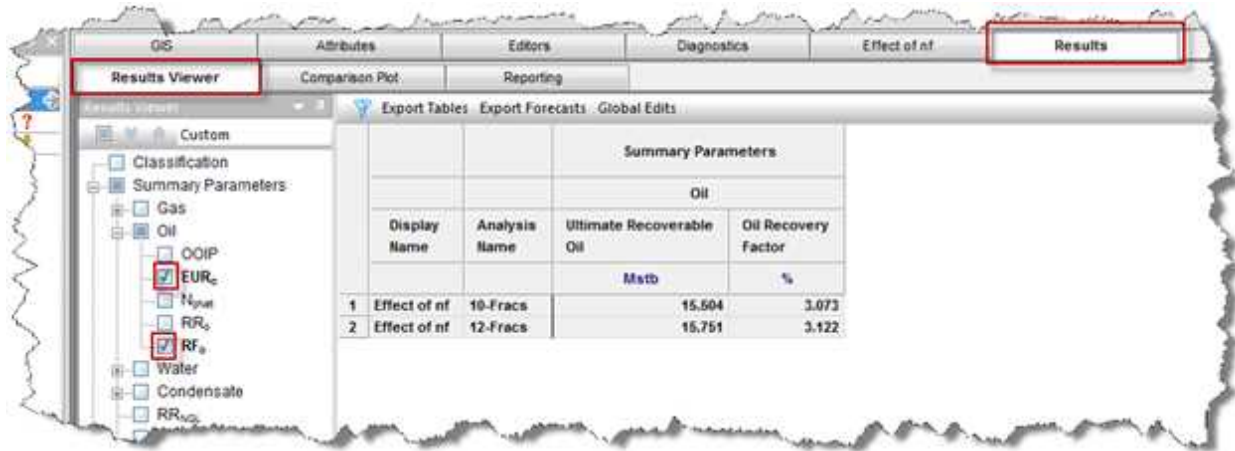 GIS Attributes Editors Diagnostics Effect of nf Results
Results Viewer Comparison Plot Reporting
Results Viewer
Export Tables Export Forecasts Global Edits
Custom
Classification
Summary Parameters
Gas
Oil
OOIP
EURo
RRo
RFo
Water
Condensate
RRNGL
Summary Parameters
Oil
Display Name Analysis Name Ultimate Recoverable Oil Oil Recovery Factor
Mstb %
1 Effect of nf 10-Fracs 15.504 3.073
2 Effect of nf 12-Fracs 15.751 3.122
?